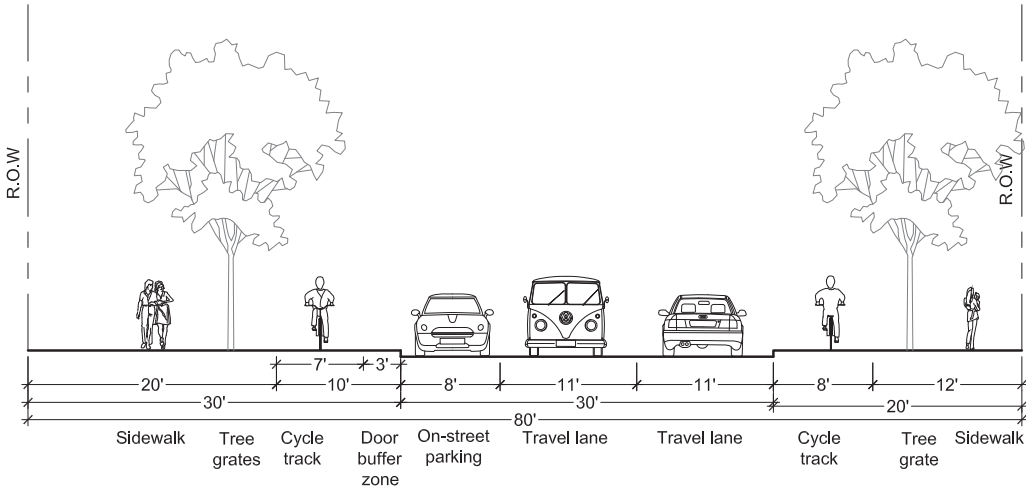 R.O.W
R.O.W
7' 3'
20' 10' 8' 11' 11' 8' 12'
30' 30' 20'
80'
Sidewalk Tree grates Cycle track Door buffer zone On-street parking Travel lane Travel lane Cycle track Tree grate Sidewalk